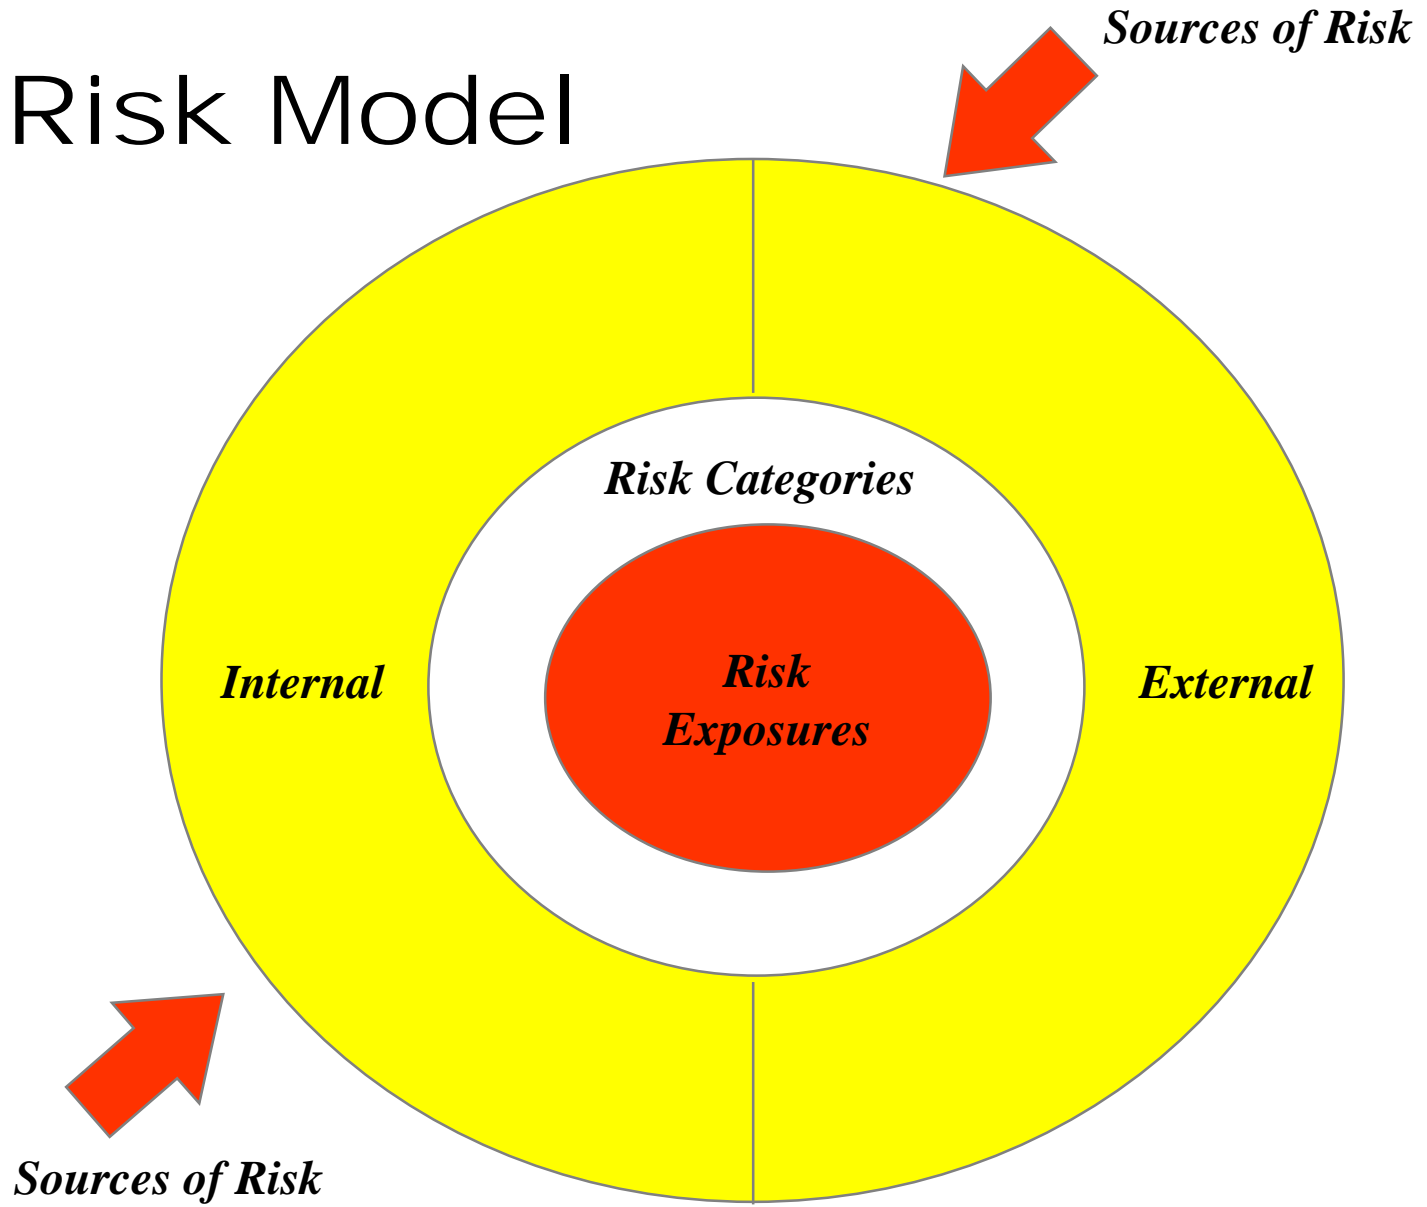 Sources of Risk
Risk Model
Risk Categories
Internal
Risk
Exposures
External
Sources of Risk